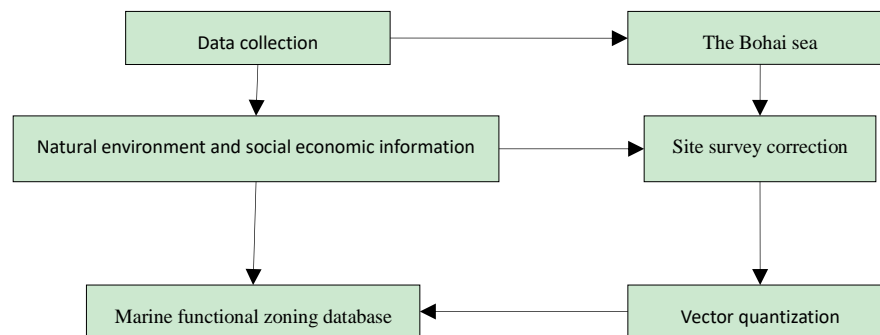 Data collection
The Bohai sea
Natural environment and social economic information
Site survey correction
Marine functional zoning database
Vector quantization